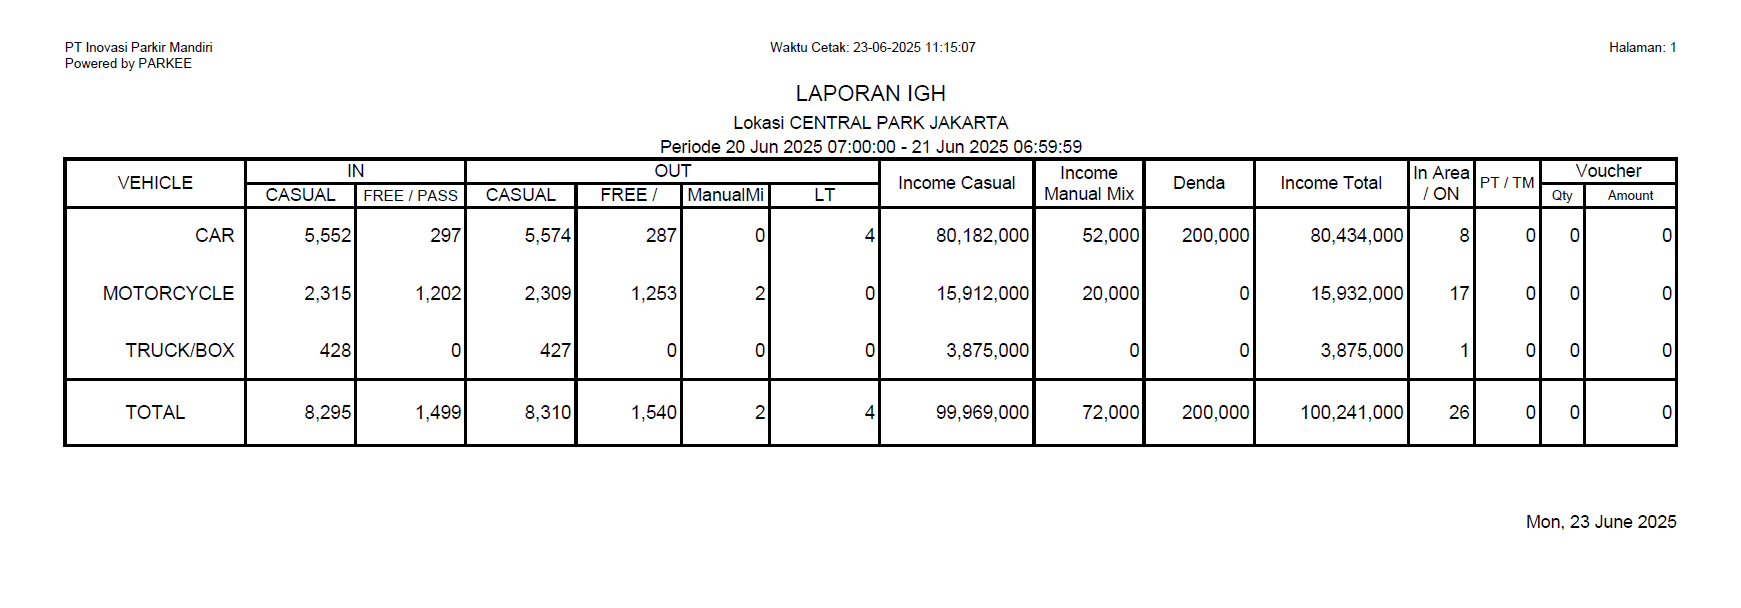 PT Inovasi Parkir Mandiri Waktu Cetak: 23-06-2025 11:15:07 Halaman: 1
Powered by PARKEE
LAPORAN IGH
Lokasi CENTRAL PARK JAKARTA
Periode 20 Jun 2025 07:00:00 - 21 Jun 2025 06:59:59
VEHICLE IN OUT Income Casual Income Manual Mix Denda Income Total In Area / ON PT / TM Voucher
CASUAL FREE / PASS CASUAL FREE / ManualMi LT Qty Amount
CAR 5,552 297 5,574 287 0 4 80,182,000 52,000 200,000 80,434,000 8 0 0 0
MOTORCYCLE 2,315 1,202 2,309 1,253 2 0 15,912,000 20,000 0 15,932,000 17 0 0 0
TRUCK/BOX 428 0 427 0 0 0 3,875,000 0 0 3,875,000 1 0 0 0
TOTAL 8,295 1,499 8,310 1,540 2 4 99,969,000 72,000 200,000 100,241,000 26 0 0 0
Mon, 23 June 2025